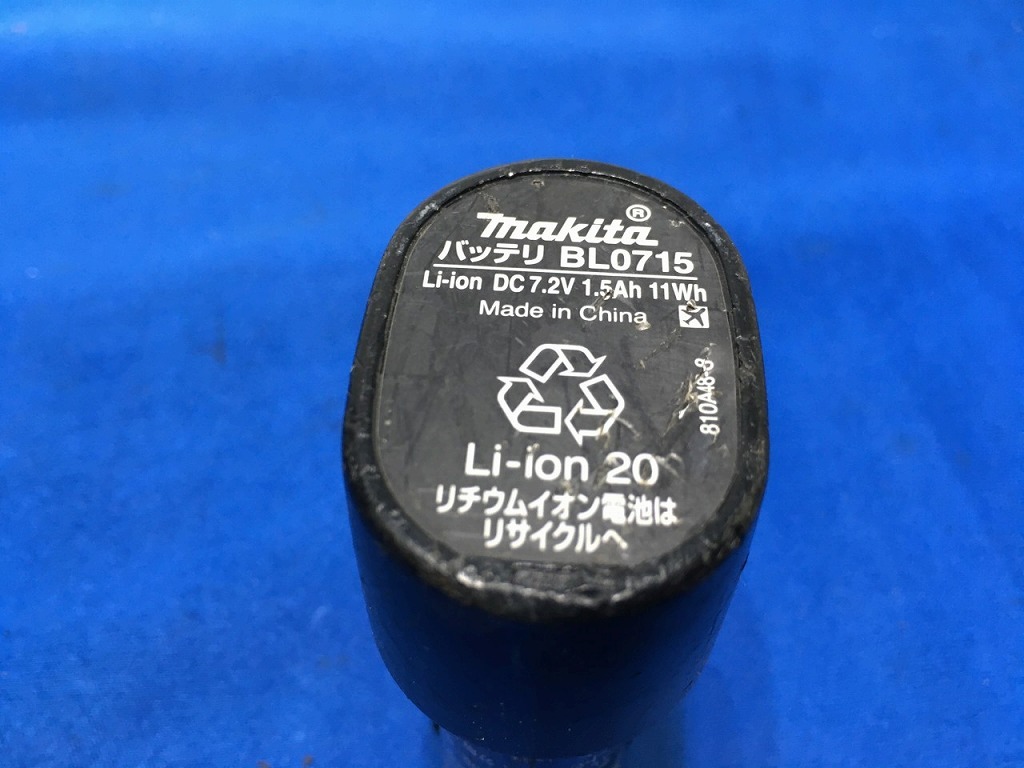 makita®
バッテリ BL0715
Li-ion DC 7.2V 1.5Ah 11Wh
Made in China
810A48-8
Li-ion 20
リチウムイオン電池は
リサイクルへ